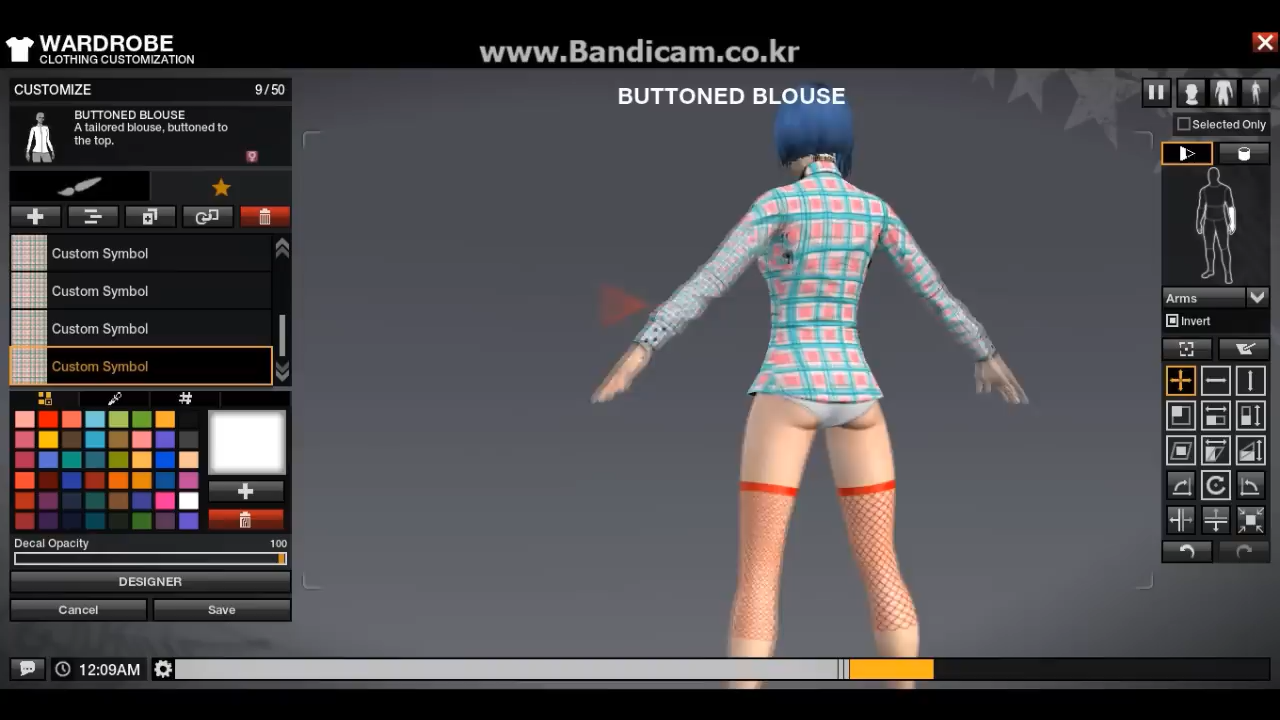 WARDROBE
CLOTHING CUSTOMIZATION
www.Bandicam.co.kr
CUSTOMIZE 9/50
BUTTONED BLOUSE
A tailored blouse, buttoned to
the top.
BUTTONED BLOUSE
Selected Only
Custom Symbol
Custom Symbol
Custom Symbol
Custom Symbol
Arms
Invert
Decal Opacity 100
DESIGNER
Cancel Save
12:09AM